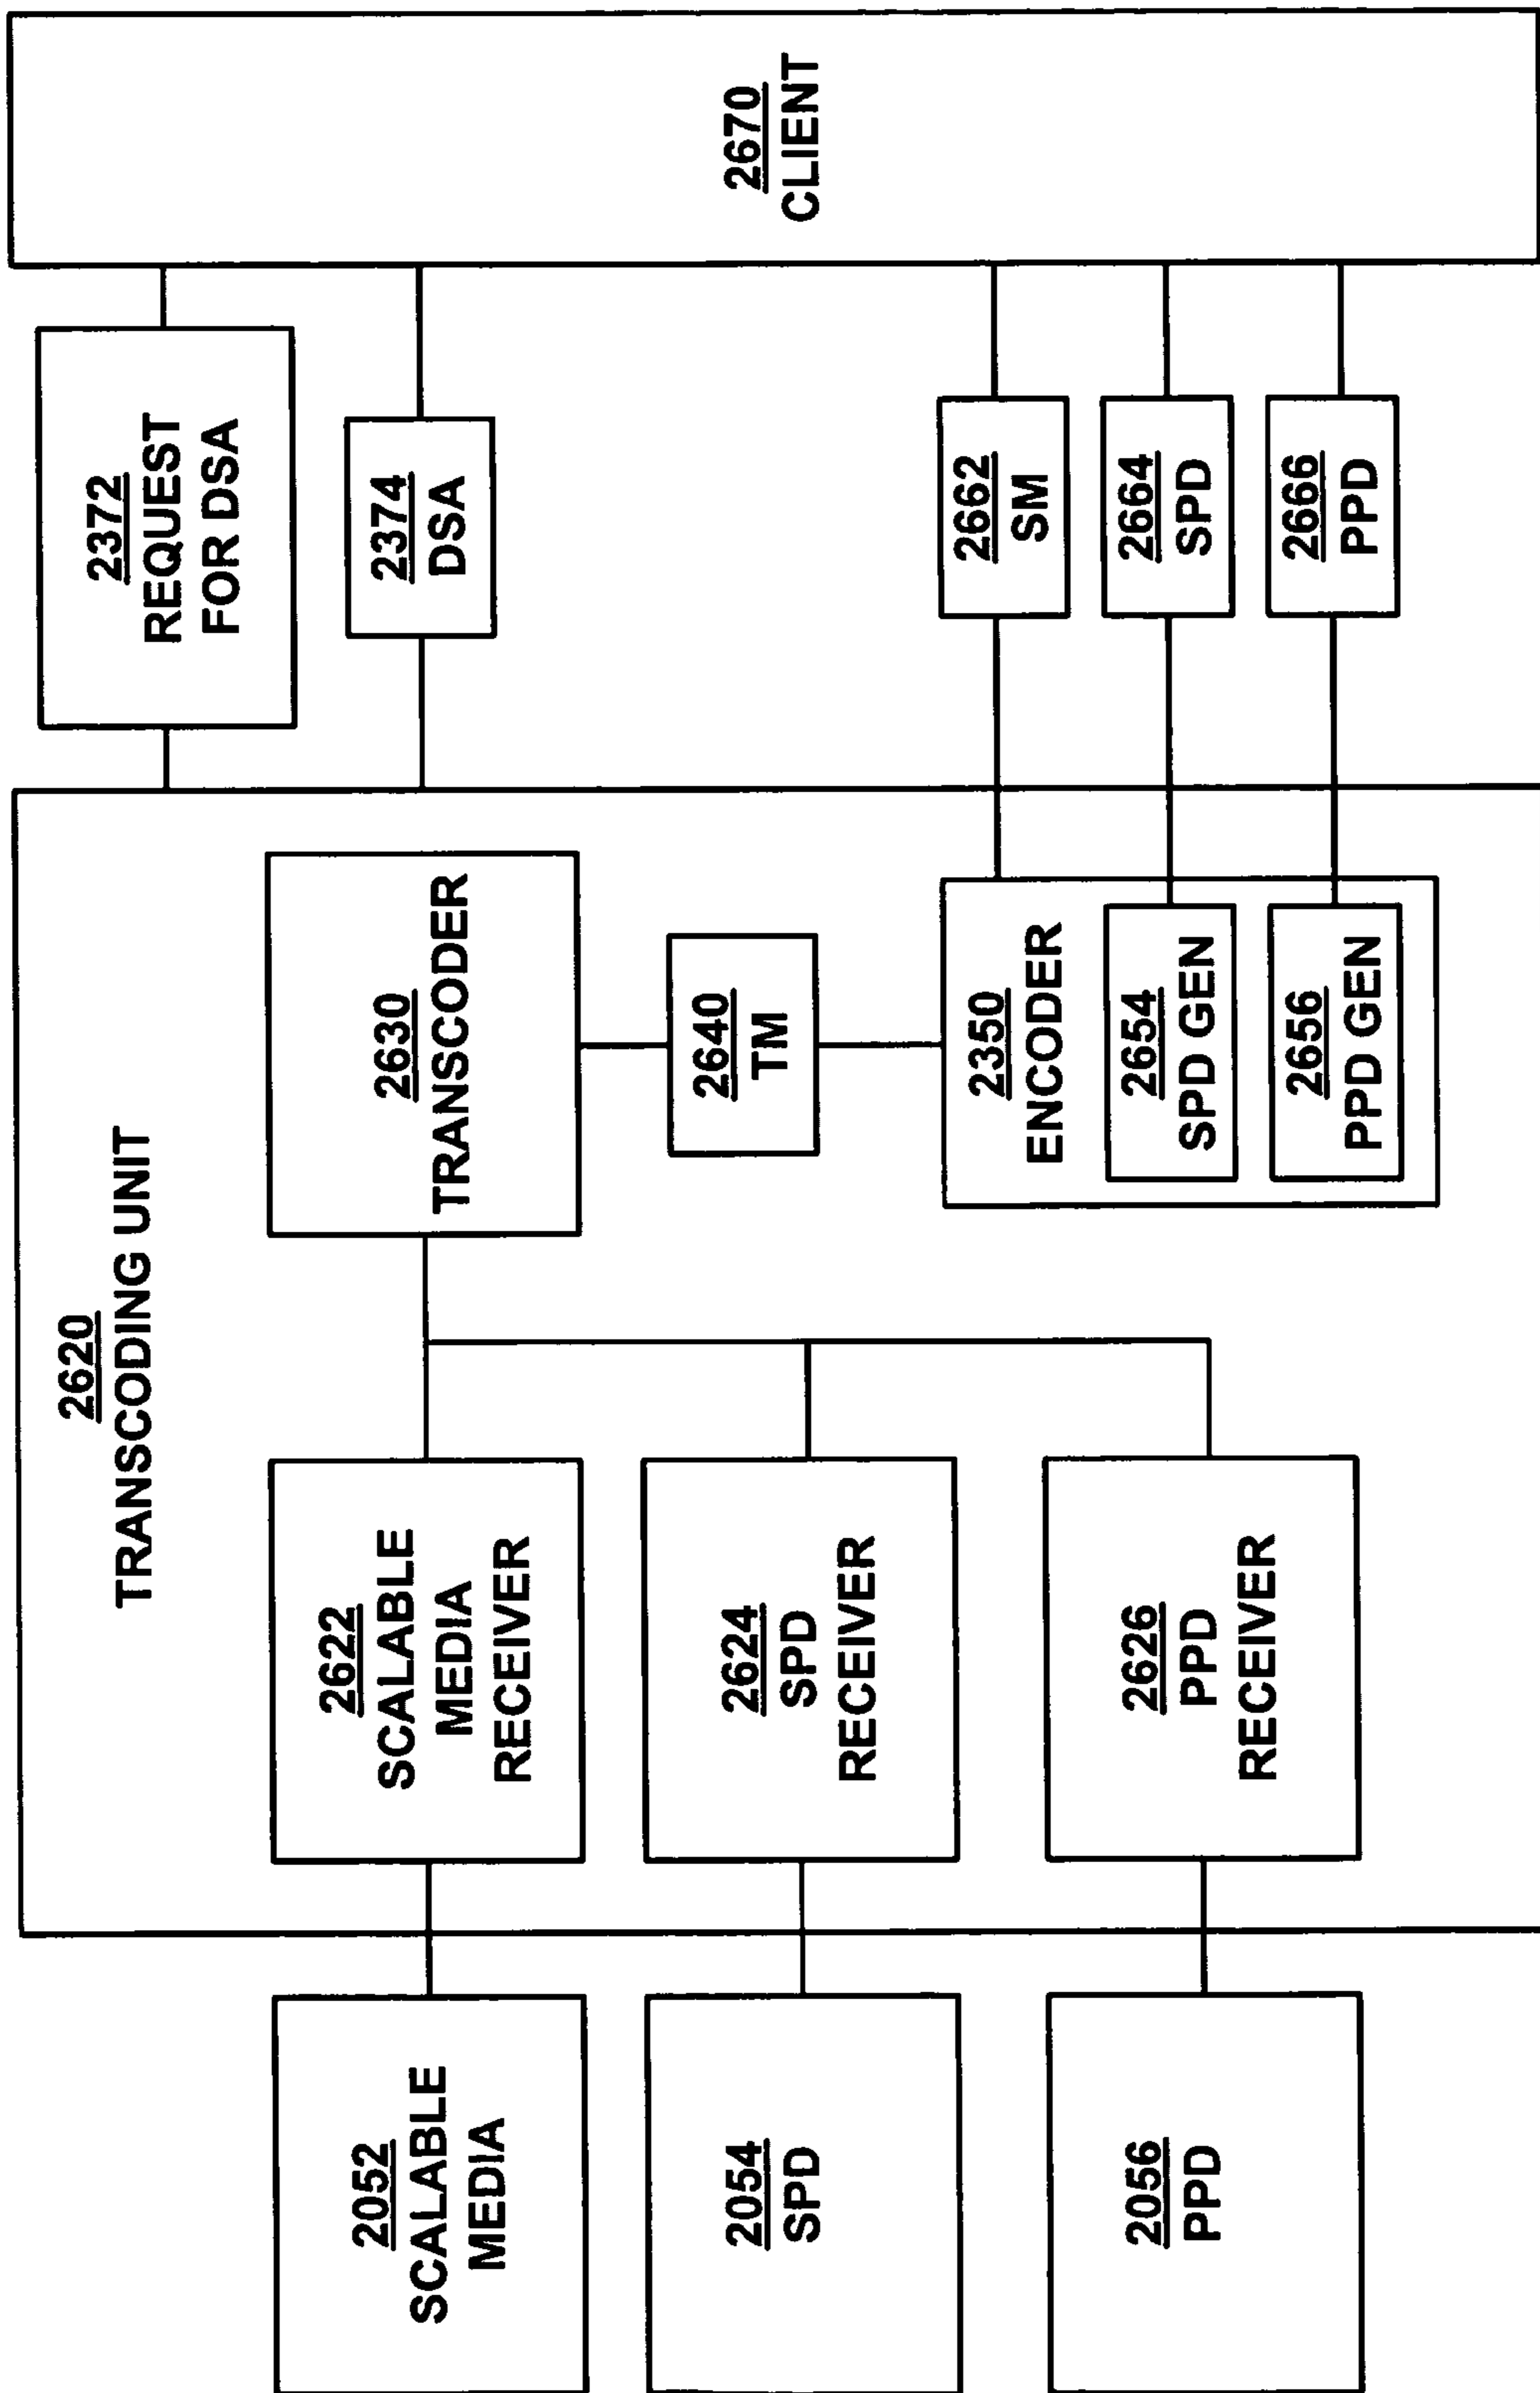 2620
TRANSCODING UNIT
2052
SCALABLE
MEDIA
2054
SPD
2056
PPD
2622
SCALABLE
MEDIA
RECEIVER
2624
SPD
RECEIVER
2626
PPD
RECEIVER
2630
TRANSCODER
2640
TM
2350
ENCODER
2654
SPD GEN
2656
PPD GEN
2372
REQUEST
FOR DSA
2374
DSA
2662
SM
2664
SPD
2666
PPD
2670
CLIENT